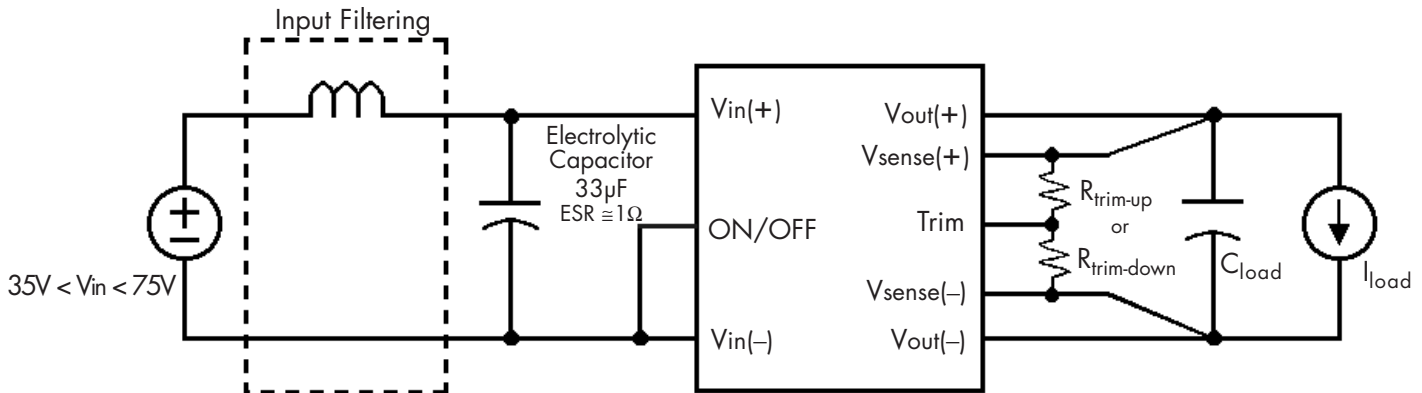 Input Filtering
Vin(+)
Vout(+)
Electrolytic
Capacitor
33µF
ESR ≅1Ω
Vsense(+)
Rtrim-up
or
Rtrim-down
ON/OFF
Trim
Cload
Iload
35V < Vin < 75V
Vsense(–)
Vin(–)
Vout(–)